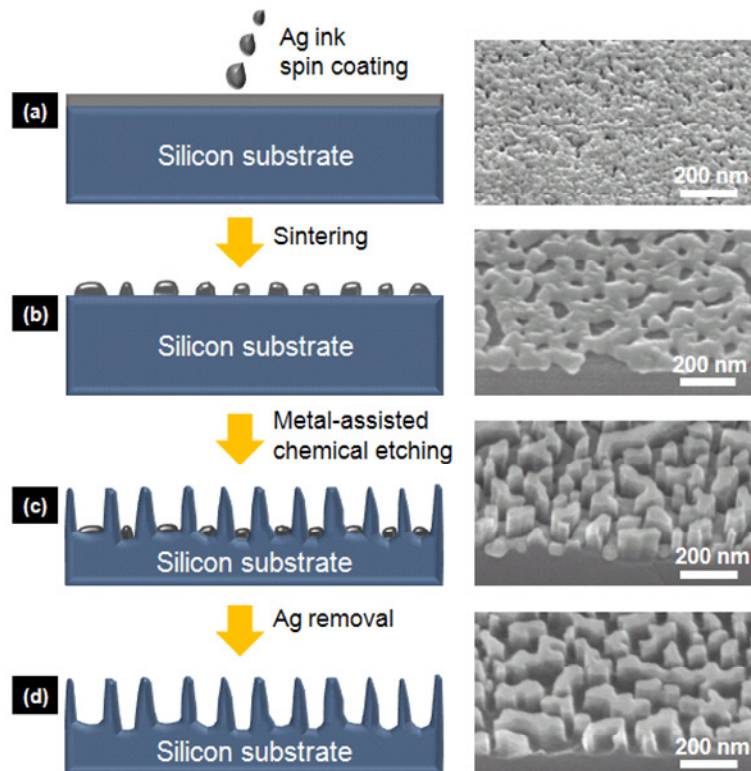 Ag ink
spin coating
(a)
Silicon substrate
200 nm
Sintering
(b)
Silicon substrate
200 nm
Metal-assisted
chemical etching
(c)
Silicon substrate
200 nm
Ag removal
(d)
Silicon substrate
200 nm